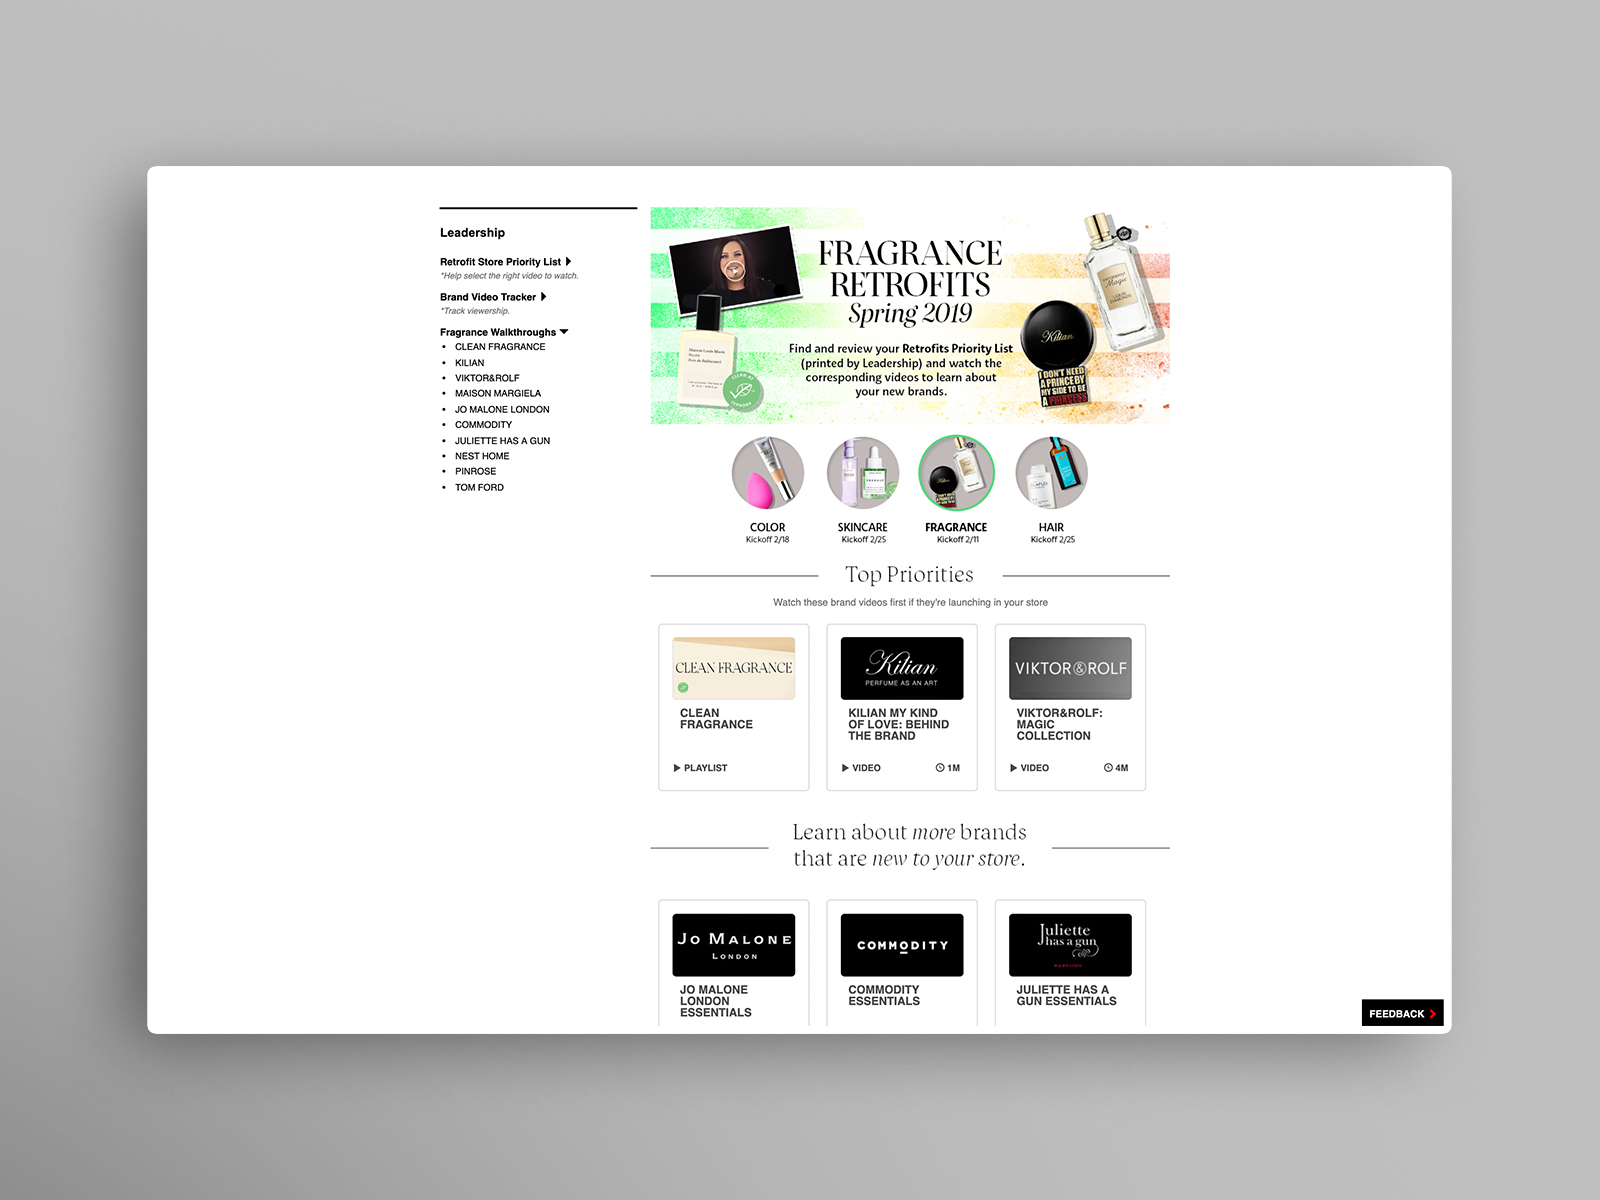 Leadership
Retrofit Store Priority List
*Help select the right video to watch.
Brand Video Tracker
*Track viewership.
Fragrance Walkthroughs
• CLEAN FRAGRANCE
• KILIAN
• VIKTOR&ROLF
• MAISON MARGIELA
• JO MALONE LONDON
• COMMODITY
• JULIETTE HAS A GUN
• NEST HOME
• PINROSE
• TOM FORD
FRAGRANCE
RETROFITS
Spring 2019
Find and review your Retrofits Priority List
(printed by Leadership) and watch the
corresponding videos to learn about
your new brands.
CLEAN AT
SEPHORA
Magic
Kilian
I DON'T NEED
A PRINCE BY
MY SIDE TO BE
A PRINCESS
COLOR
Kickoff 2/18
SKINCARE
Kickoff 2/25
FRAGRANCE
Kickoff 2/11
HAIR
Kickoff 2/25
Top Priorities
Watch these brand videos first if they're launching in your store
CLEAN FRAGRANCE
CLEAN
FRAGRANCE
PLAYLIST
Kilian
PERFUME AS AN ART
KILIAN MY KIND
OF LOVE: BEHIND
THE BRAND
VIDEO 1M
VIKTOR&ROLF
VIKTOR&ROLF:
MAGIC
COLLECTION
VIDEO 4M
Learn about more brands
that are new to your store.
JO MALONE
LONDON
JO MALONE
LONDON
ESSENTIALS
COMMODITY
COMMODITY
ESSENTIALS
Juliette
has a gun
PARFUMS
JULIETTE HAS A
GUN ESSENTIALS
FEEDBACK